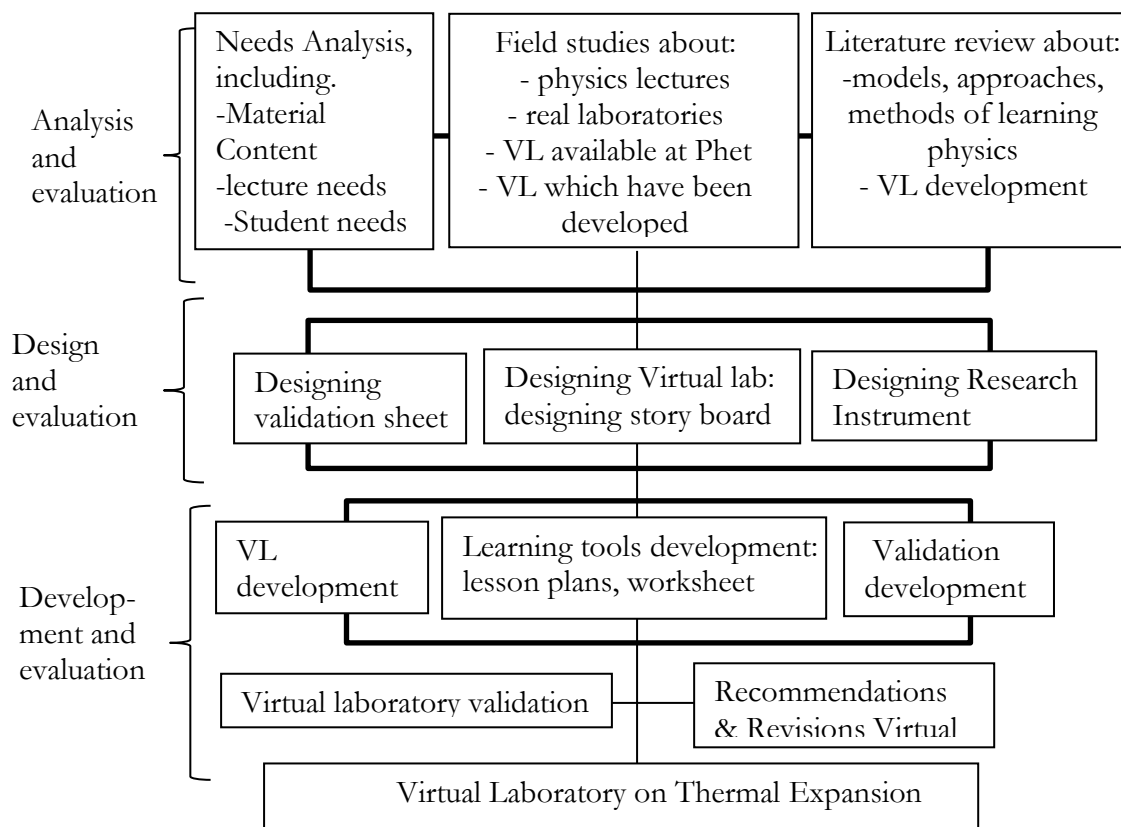 Needs Analysis,
including.
-Material
Content
-lecture needs
-Student needs
Field studies about:
- physics lectures
- real laboratories
- VL available at Phet
- VL which have been
developed
Literature review about:
-models, approaches,
methods of learning
physics
- VL development
Analysis
and
evaluation
Design
and
evaluation
Designing
validation sheet
Designing Virtual lab:
designing story board
Designing Research
Instrument
VL
development
Learning tools development:
lesson plans, worksheet
Validation
development
Develop-
ment and
evaluation
Virtual laboratory validation
Recommendations
& Revisions Virtual
Virtual Laboratory on Thermal Expansion